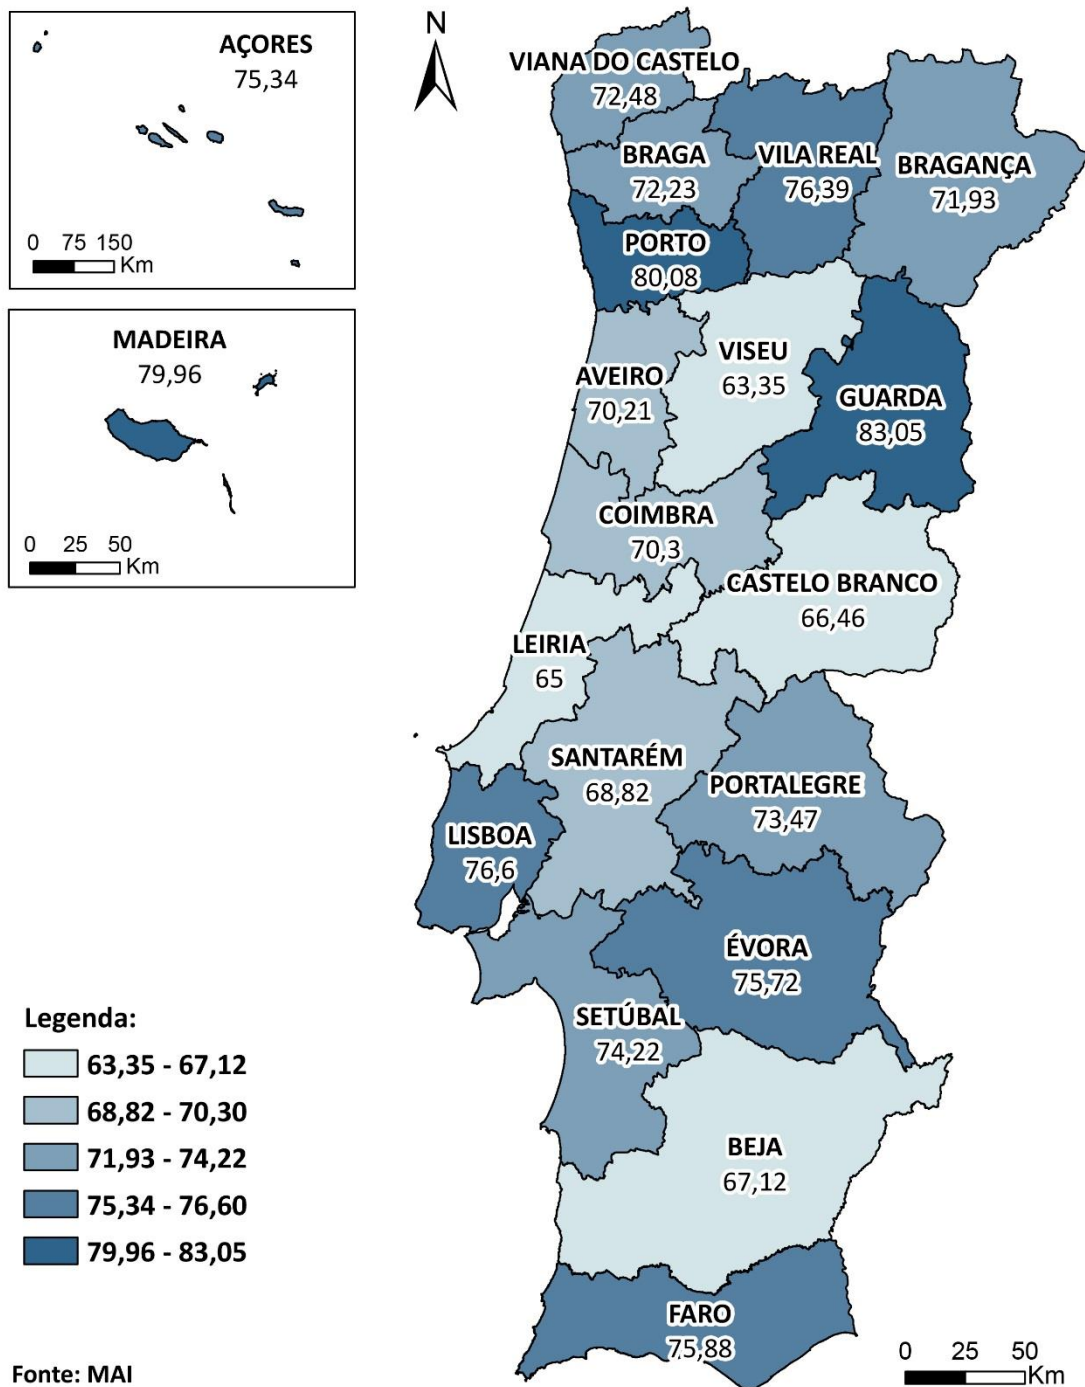 AÇORES
75,34
0 75 150
Km
MADEIRA
79,96
0 25 50
Km
N
VIANA DO CASTELO
72,48
BRAGA
72,23
VILA REAL
76,39
BRAGANÇA
71,93
PORTO
80,08
AVEIRO
70,21
VISEU
63,35
GUARDA
83,05
COIMBRA
70,3
CASTELO BRANCO
66,46
LEIRIA
65
SANTARÉM
68,82
PORTALEGRE
73,47
LISBOA
76,6
ÉVORA
75,72
SETÚBAL
74,22
BEJA
67,12
FARO
75,88
Legenda:
63,35 - 67,12
68,82 - 70,30
71,93 - 74,22
75,34 - 76,60
79,96 - 83,05
Fonte: MAI
0 25 50
Km